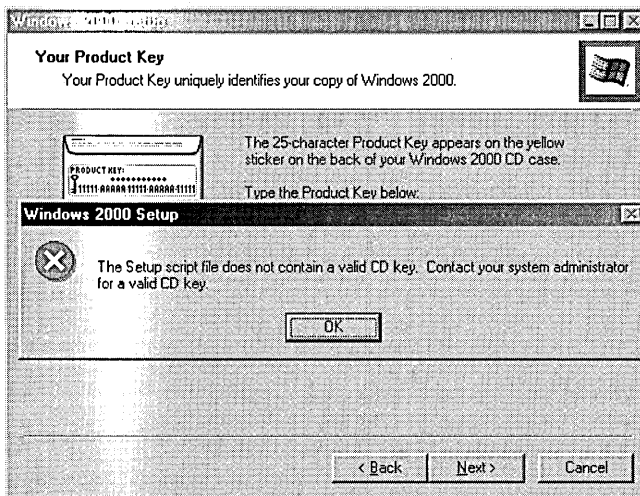 Windows 2000 Setup
Your Product Key
Your Product Key uniquely identifies your copy of Windows 2000.
The 25-character Product Key appears on the yellow
sticker on the back of your Windows 2000 CD case.
PRODUCT KEY:
11111-AAAAA-11111-AAAAA-11111
Type the Product Key below:
Windows 2000 Setup
The Setup script file does not contain a valid CD key. Contact your system administrator
for a valid CD key.
OK
< Back
Next >
Cancel